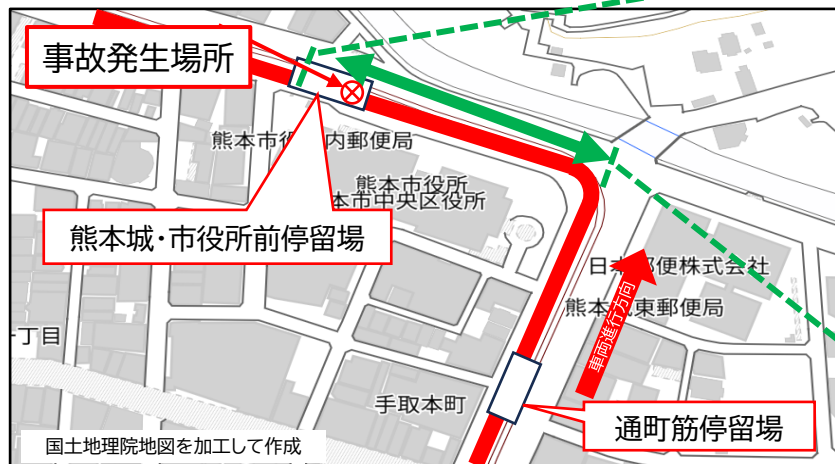 事故発生場所
熊本市役 内郵便局
熊本市役所
本市中央区役所
熊本城・市役所前停留場
日本郵便株式会社
熊本 東郵便局
車両進行方向
一丁目
手取本町
通町筋停留場
国土地理院地図を加工して作成